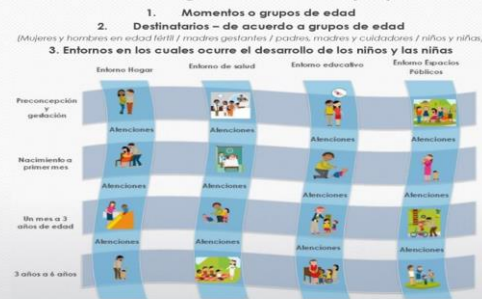 1. Momentos o grupos de edad
2. Destinatarios – de acuerdo a grupos de edad
(Mujeres y hombres en edad fértil / madres gestantes / padres, madres y cuidadores / niños y niñas)
3. Entornos en los cuales ocurre el desarrollo de los niños y las niñas
Entorno Hogar
Entorno de salud
Entorno educativo
Entorno Espacios
Públicos
Preconcepción
y
gestación
Atenciones
Atenciones
Atenciones
Atenciones
Nacimiento a
primer mes
Atenciones
Atenciones
Atenciones
Atenciones
Un mes a 3
años de edad
Atenciones
Atenciones
Atenciones
Atenciones
3 años a 6 años